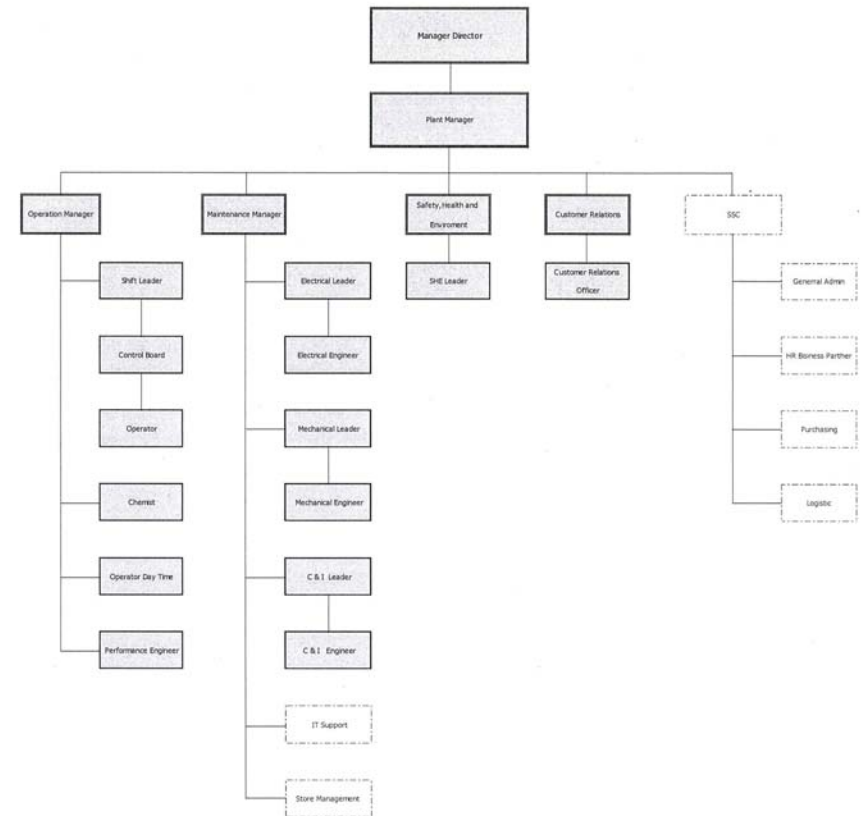 Manager Director
Plant Manager
Operation Manager
Maintenance Manager
Safety, Health and
Enviroment
Customer Relations
SSC
Shift Leader
Electrical Leader
SHE Leader
Customer Relations
Officer
Generral Admin
Control Board
Electrical Engineer
HR Bisness Parther
Operator
Mechanical Leader
Purchasing
Chemist
Mechanical Engineer
Logistic
Operator Day Time
C & I Leader
Performance Engineer
C & I Engineer
IT Support
Store Management